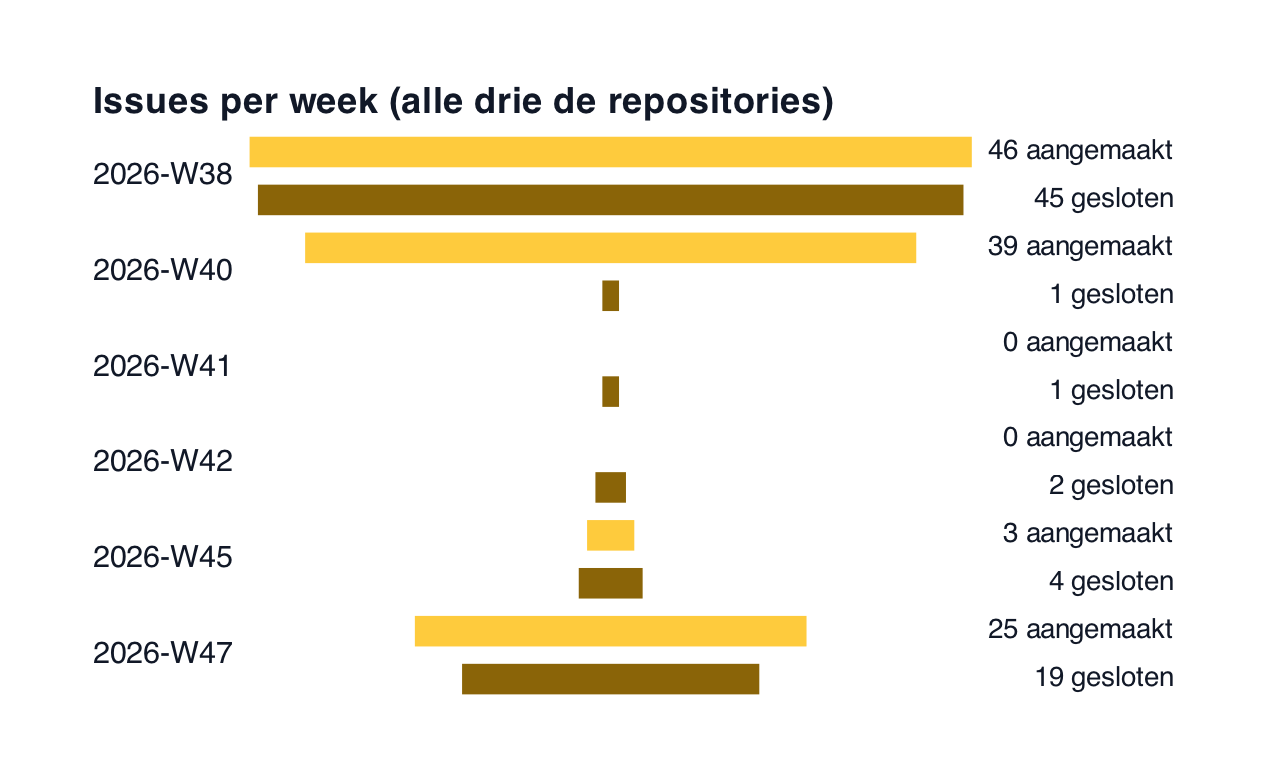 Issues per week (alle drie de repositories)
2026-W38
46 aangemaakt
45 gesloten
2026-W40
39 aangemaakt
1 gesloten
2026-W41
0 aangemaakt
1 gesloten
2026-W42
0 aangemaakt
2 gesloten
2026-W45
3 aangemaakt
4 gesloten
2026-W47
25 aangemaakt
19 gesloten